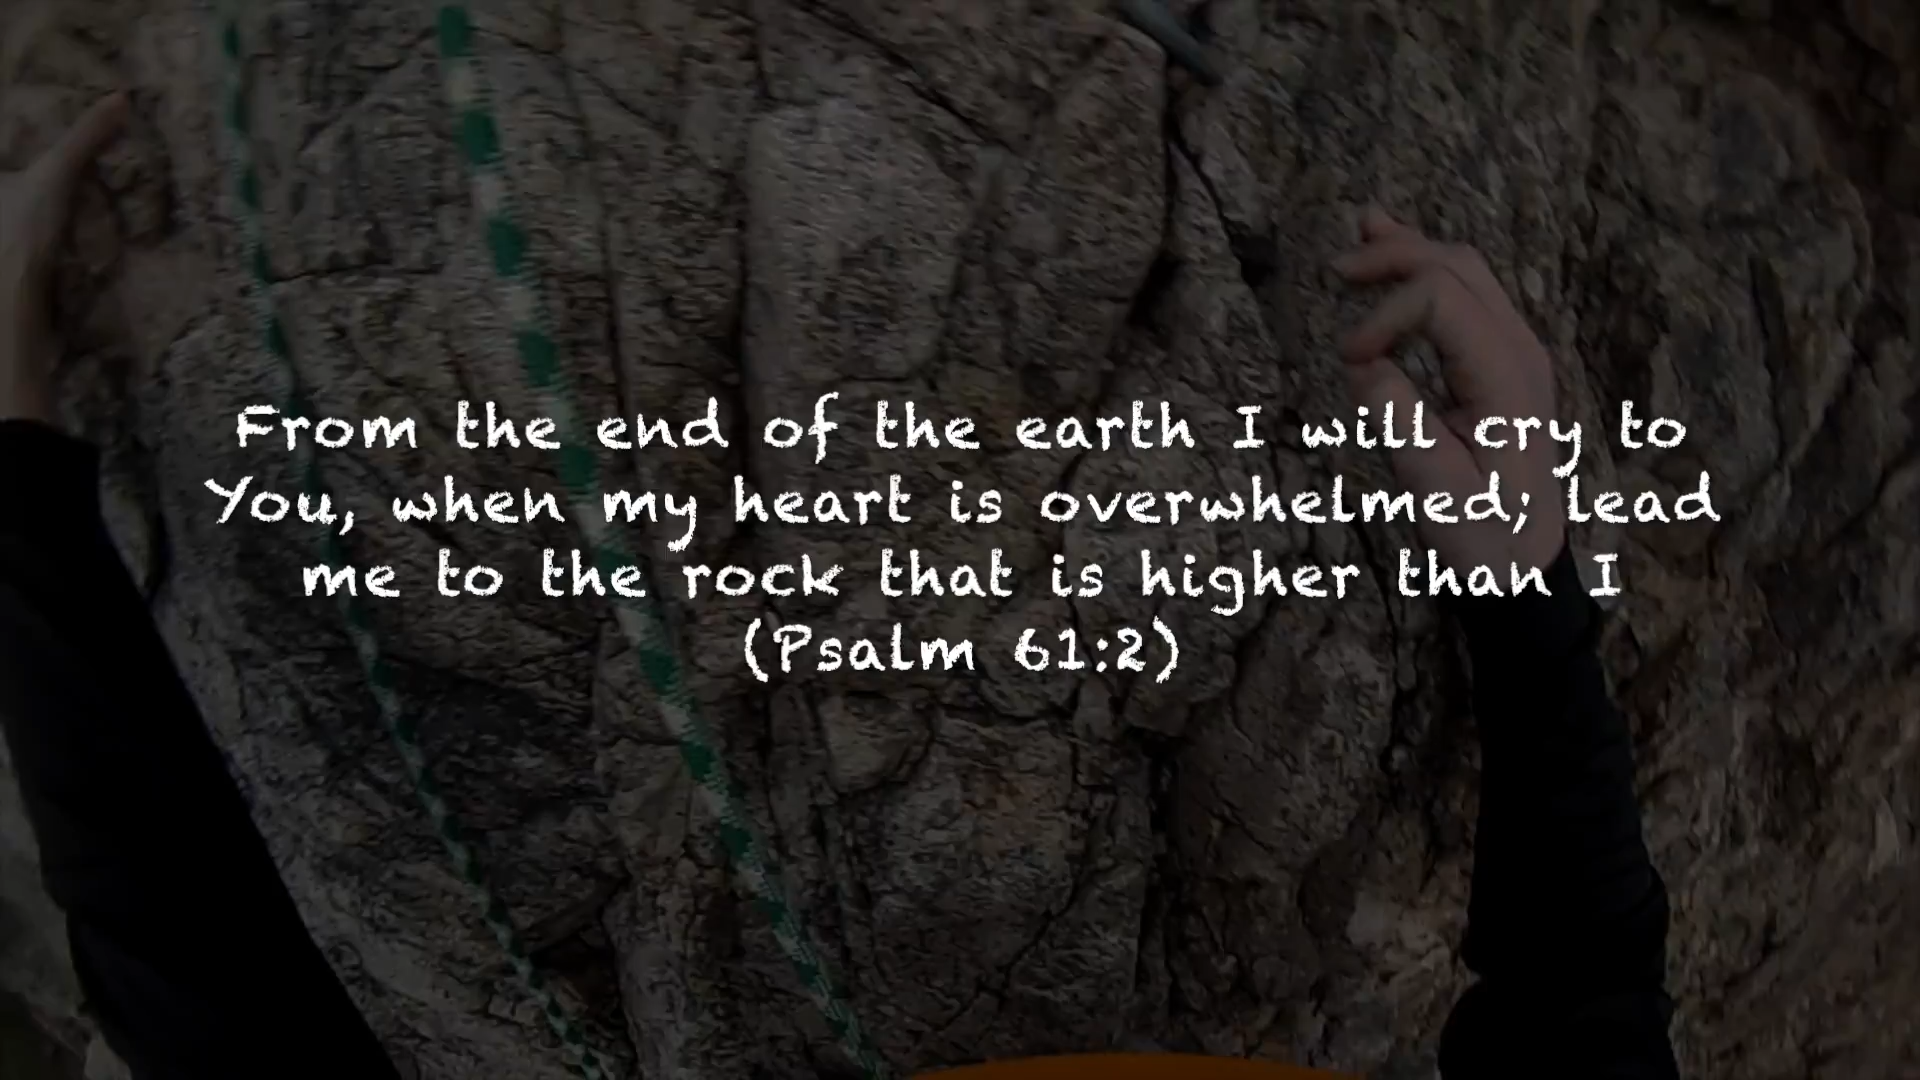 From the end of the earth I will cry to
You, when my heart is overwhelmed; lead
me to the rock that is higher than I
(Psalm 61:2)